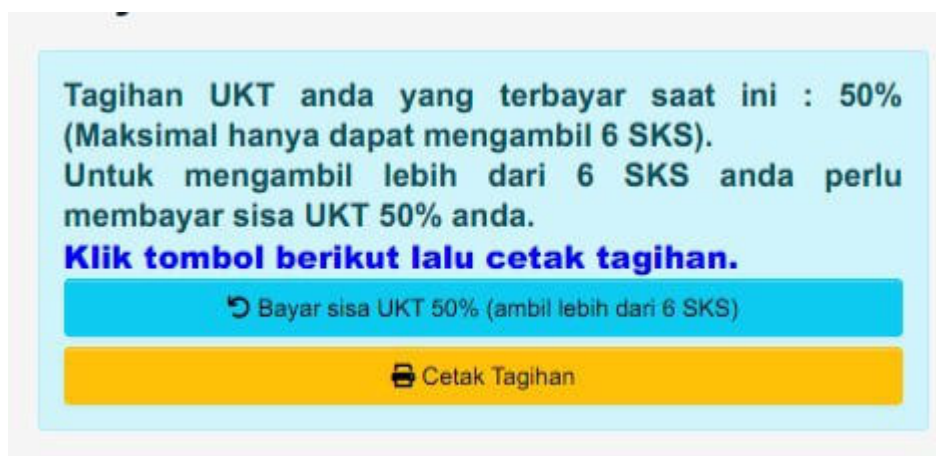 Tagihan UKT anda yang terbayar saat ini : 50%
(Maksimal hanya dapat mengambil 6 SKS).
Untuk mengambil lebih dari 6 SKS anda perlu
membayar sisa UKT 50% anda.
Klik tombol berikut lalu cetak tagihan.
Bayar sisa UKT 50% (ambil lebih dari 6 SKS)
Cetak Tagihan